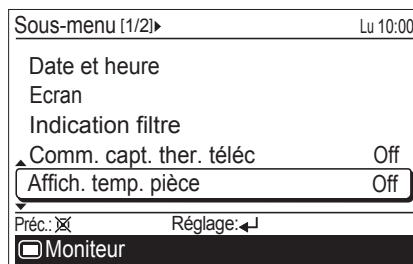 Sous-menu [1/2]▸ Lu 10:00
Date et heure
Ecran
Indication filtre
Comm. capt. ther. téléc Off
Affich. temp. pièce Off
Préc.: Réglage:↵
Moniteur